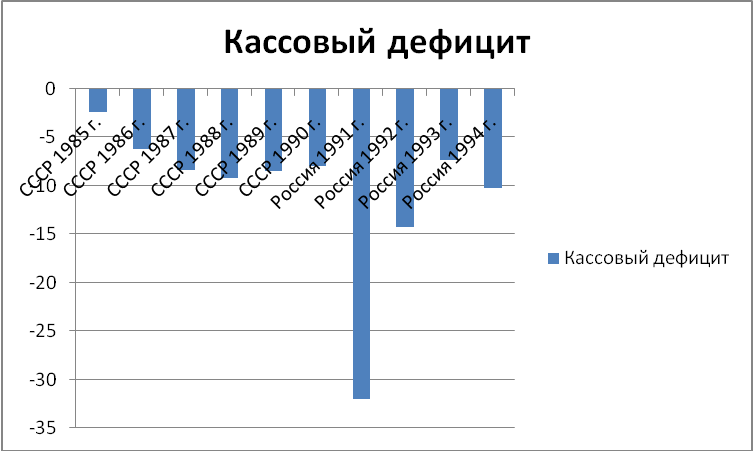 Кассовый дефицит
0
-5
-10
-15
-20
-25
-30
-35
СССР 1985 г.
СССР 1986 г.
СССР 1987 г.
СССР 1988 г.
СССР 1989 г.
СССР 1990 г.
Россия 1991 г.
Россия 1992 г.
Россия 1993 г.
Россия 1994 г.
Кассовый дефицит